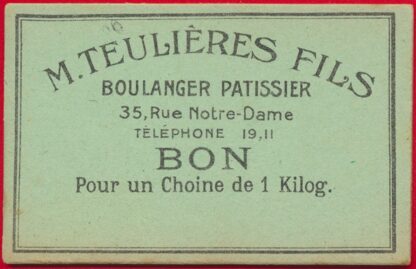 M. TEULIÈRES FILS
BOULANGER PATISSIER
35, Rue Notre-Dame
TÉLÉPHONE 19,11
BON
Pour un Choine de 1 Kilog.